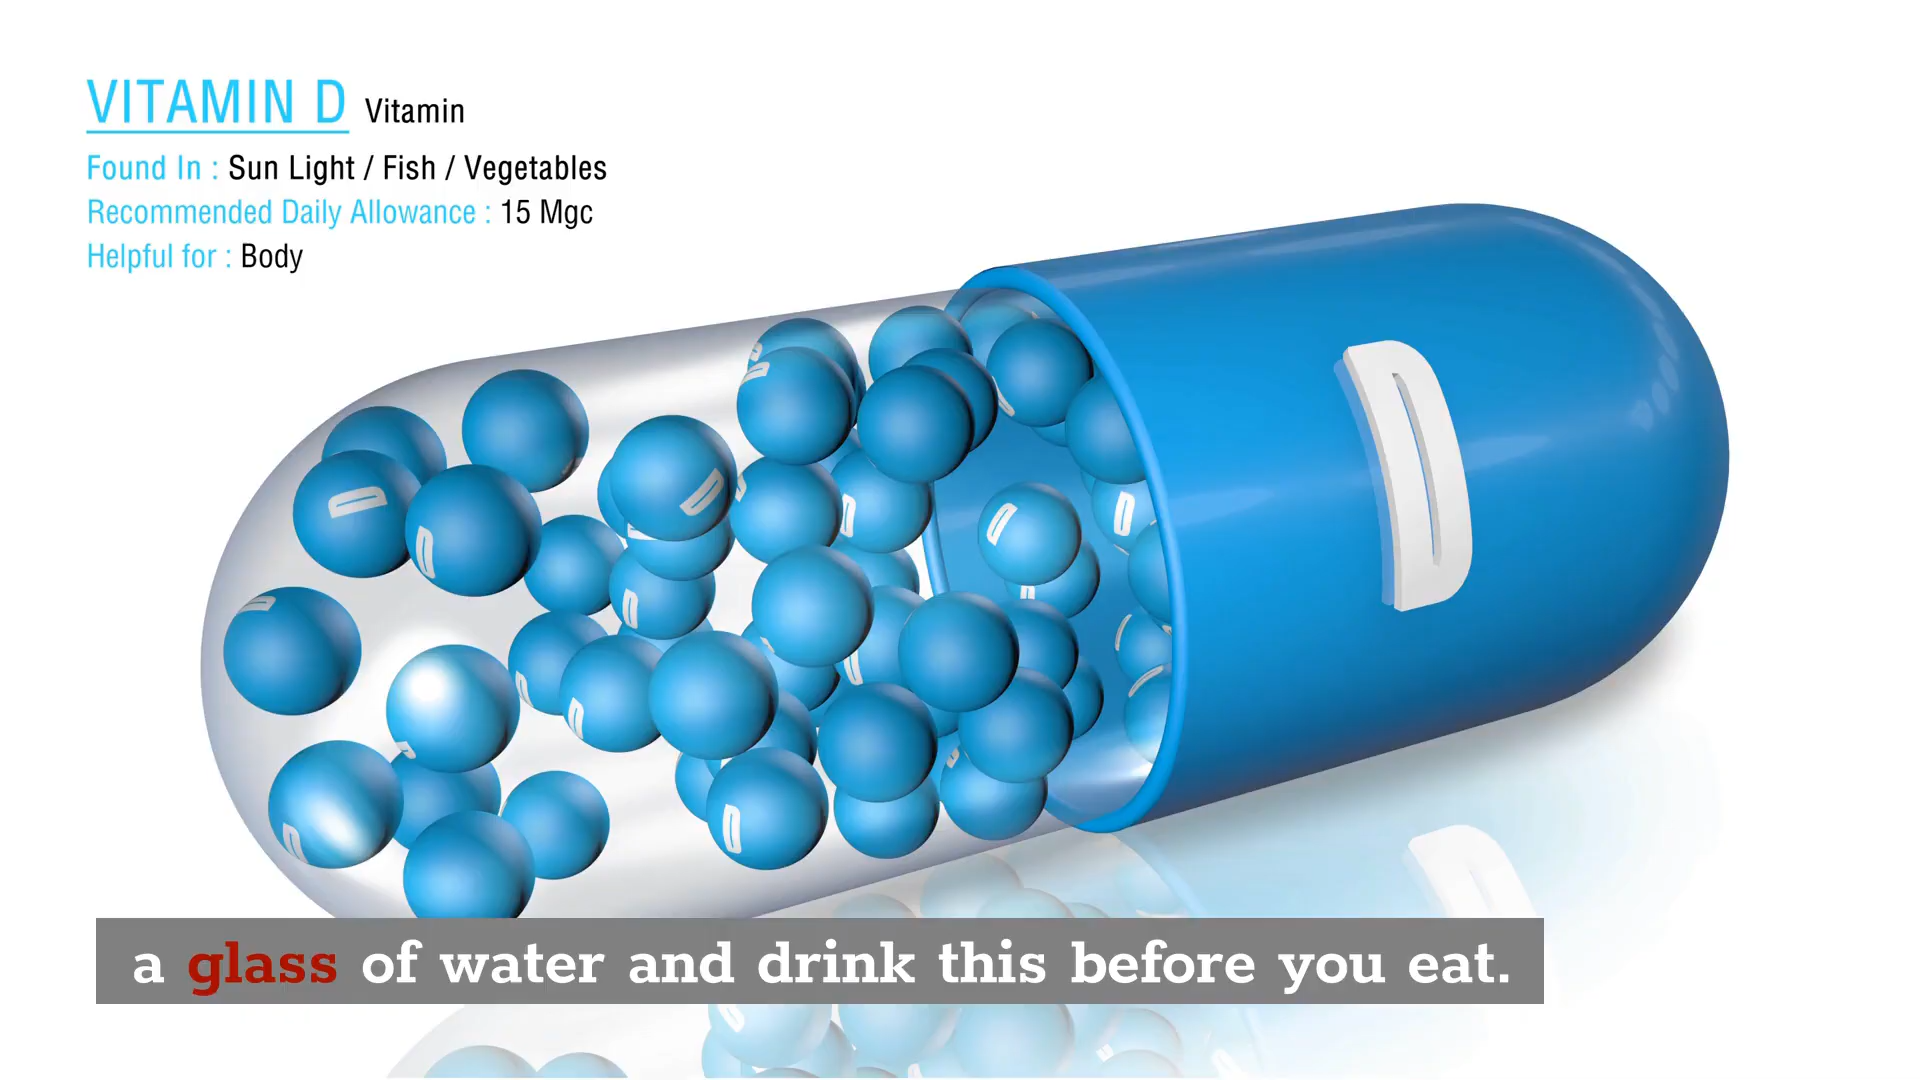 VITAMIN D Vitamin
Found In : Sun Light / Fish / Vegetables
Recommended Daily Allowance : 15 Mgc
Helpful for : Body
D
a glass of water and drink this before you eat.